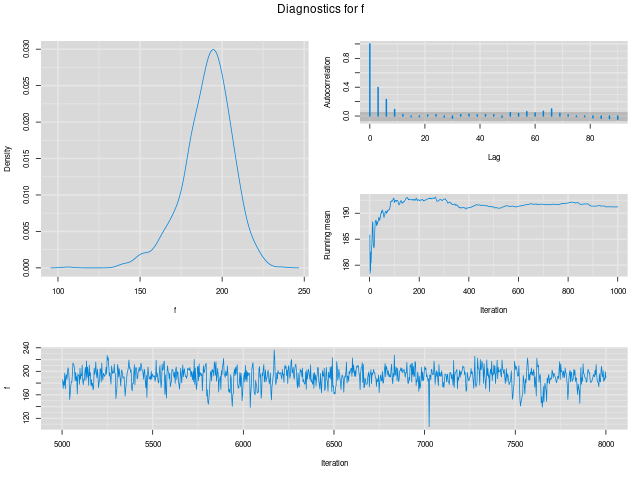 Diagnostics for f
Density
0.000 0.005 0.010 0.015 0.020 0.025 0.030
100 150 200 250
f
Autocorrelation
0.0 0.4 0.8
0 20 40 60 80
Lag
Running mean
180 185 190
0 200 400 600 800 1000
Iteration
f
120 160 200 240
5000 5500 6000 6500 7000 7500 8000
Iteration